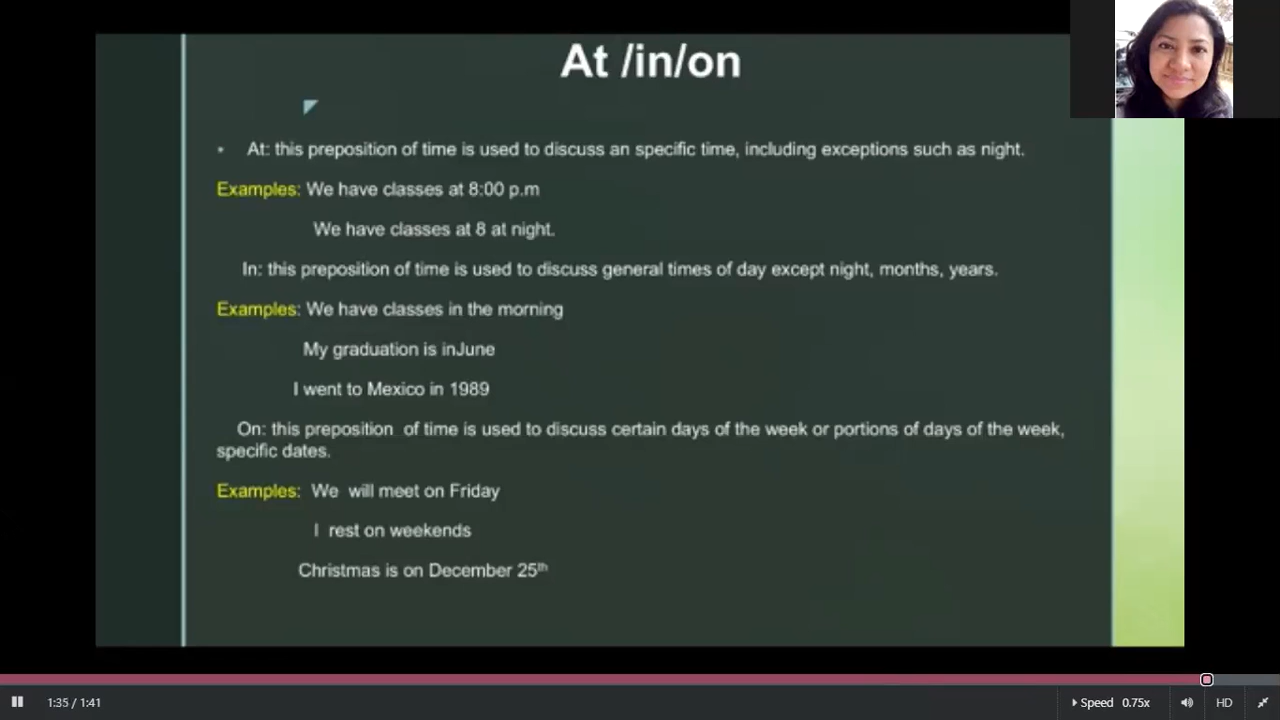 At /in/on
• At: this preposition of time is used to discuss an specific time, including exceptions such as night.
Examples: We have classes at 8:00 p.m
We have classes at 8 at night.
In: this preposition of time is used to discuss general times of day except night, months, years.
Examples: We have classes in the morning
My graduation is inJune
I went to Mexico in 1989
On: this preposition of time is used to discuss certain days of the week or portions of days of the week,
specific dates.
Examples: We will meet on Friday
I rest on weekends
Christmas is on December 25th
1:35 / 1:41
Speed 0.75x
HD